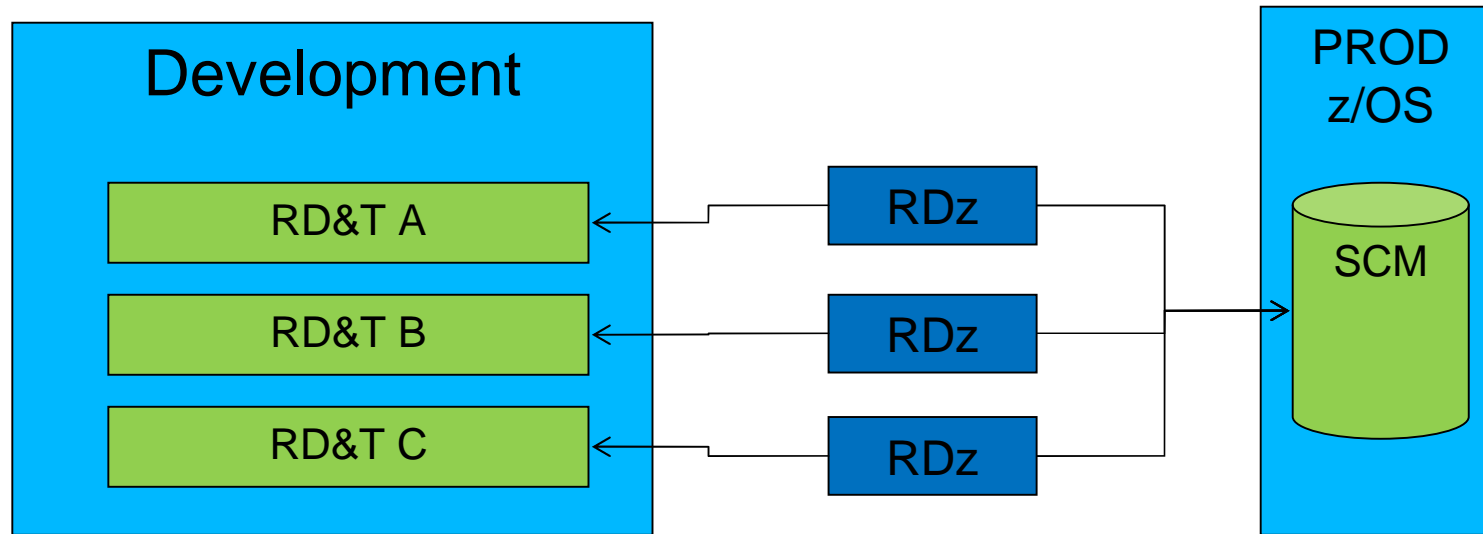 Development
RD&T A
RD&T B
RD&T C
RDz
RDz
RDz
PROD
z/OS
SCM